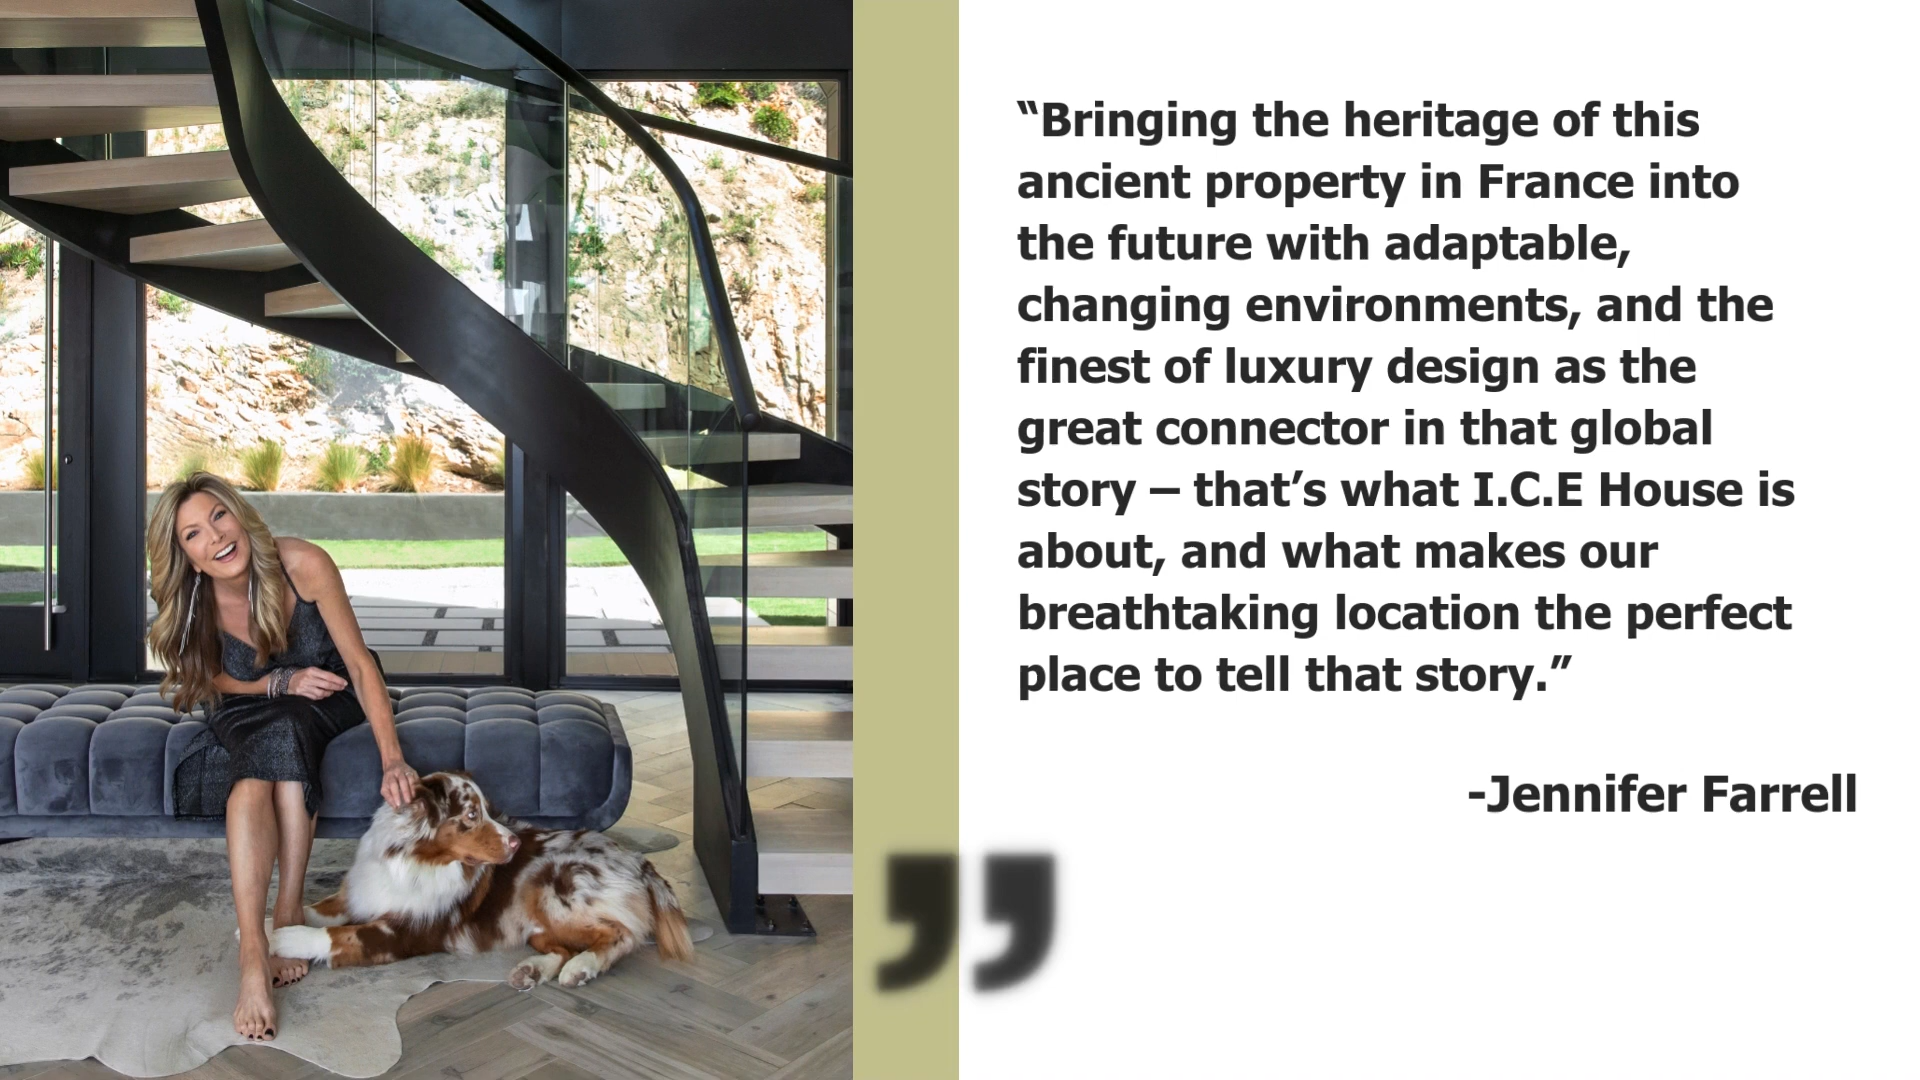 “Bringing the heritage of this
ancient property in France into
the future with adaptable,
changing environments, and the
finest of luxury design as the
great connector in that global
story – that’s what I.C.E House is
about, and what makes our
breathtaking location the perfect
place to tell that story.”
-Jennifer Farrell
”